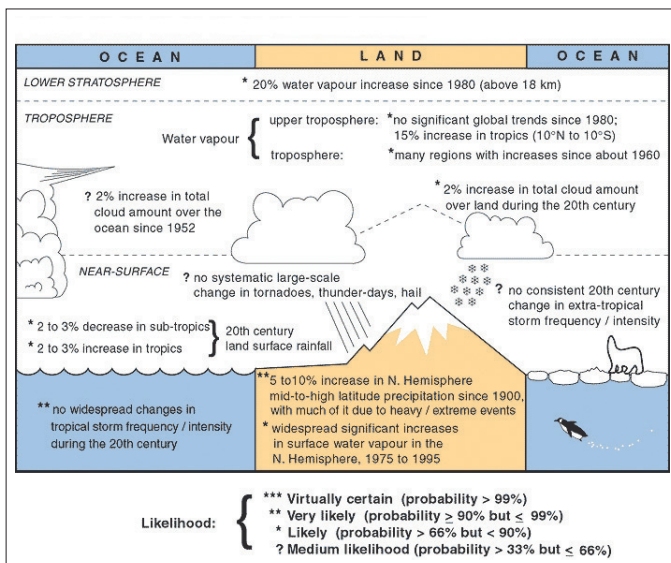 OCEAN LAND OCEAN
LOWER STRATOSPHERE * 20% water vapour increase since 1980 (above 18 km)
TROPOSPHERE
Water vapour { upper troposphere: *no significant global trends since 1980;
15% increase in tropics (10°N to 10°S)
troposphere: *many regions with increases since about 1960
? 2% increase in total
cloud amount over the
ocean since 1952
* 2% increase in total cloud amount
over land during the 20th century
NEAR-SURFACE
? no systematic large-scale
change in tornadoes, thunder-days, hail
? no consistent 20th century
change in extra-tropical
storm frequency / intensity
* 2 to 3% decrease in sub-tropics
* 2 to 3% increase in tropics
} 20th century
land surface rainfall
** no widespread changes in
tropical storm frequency / intensity
during the 20th century
**5 to10% increase in N. Hemisphere
mid-to-high latitude precipitation since 1900,
with much of it due to heavy / extreme events
* widespread significant increases
in surface water vapour in the
N. Hemisphere, 1975 to 1995
Likelihood: {
*** Virtually certain (probability > 99%)
** Very likely (probability ≥ 90% but ≤ 99%)
* Likely (probability > 66% but < 90%)
? Medium likelihood (probability > 33% but ≤ 66%)